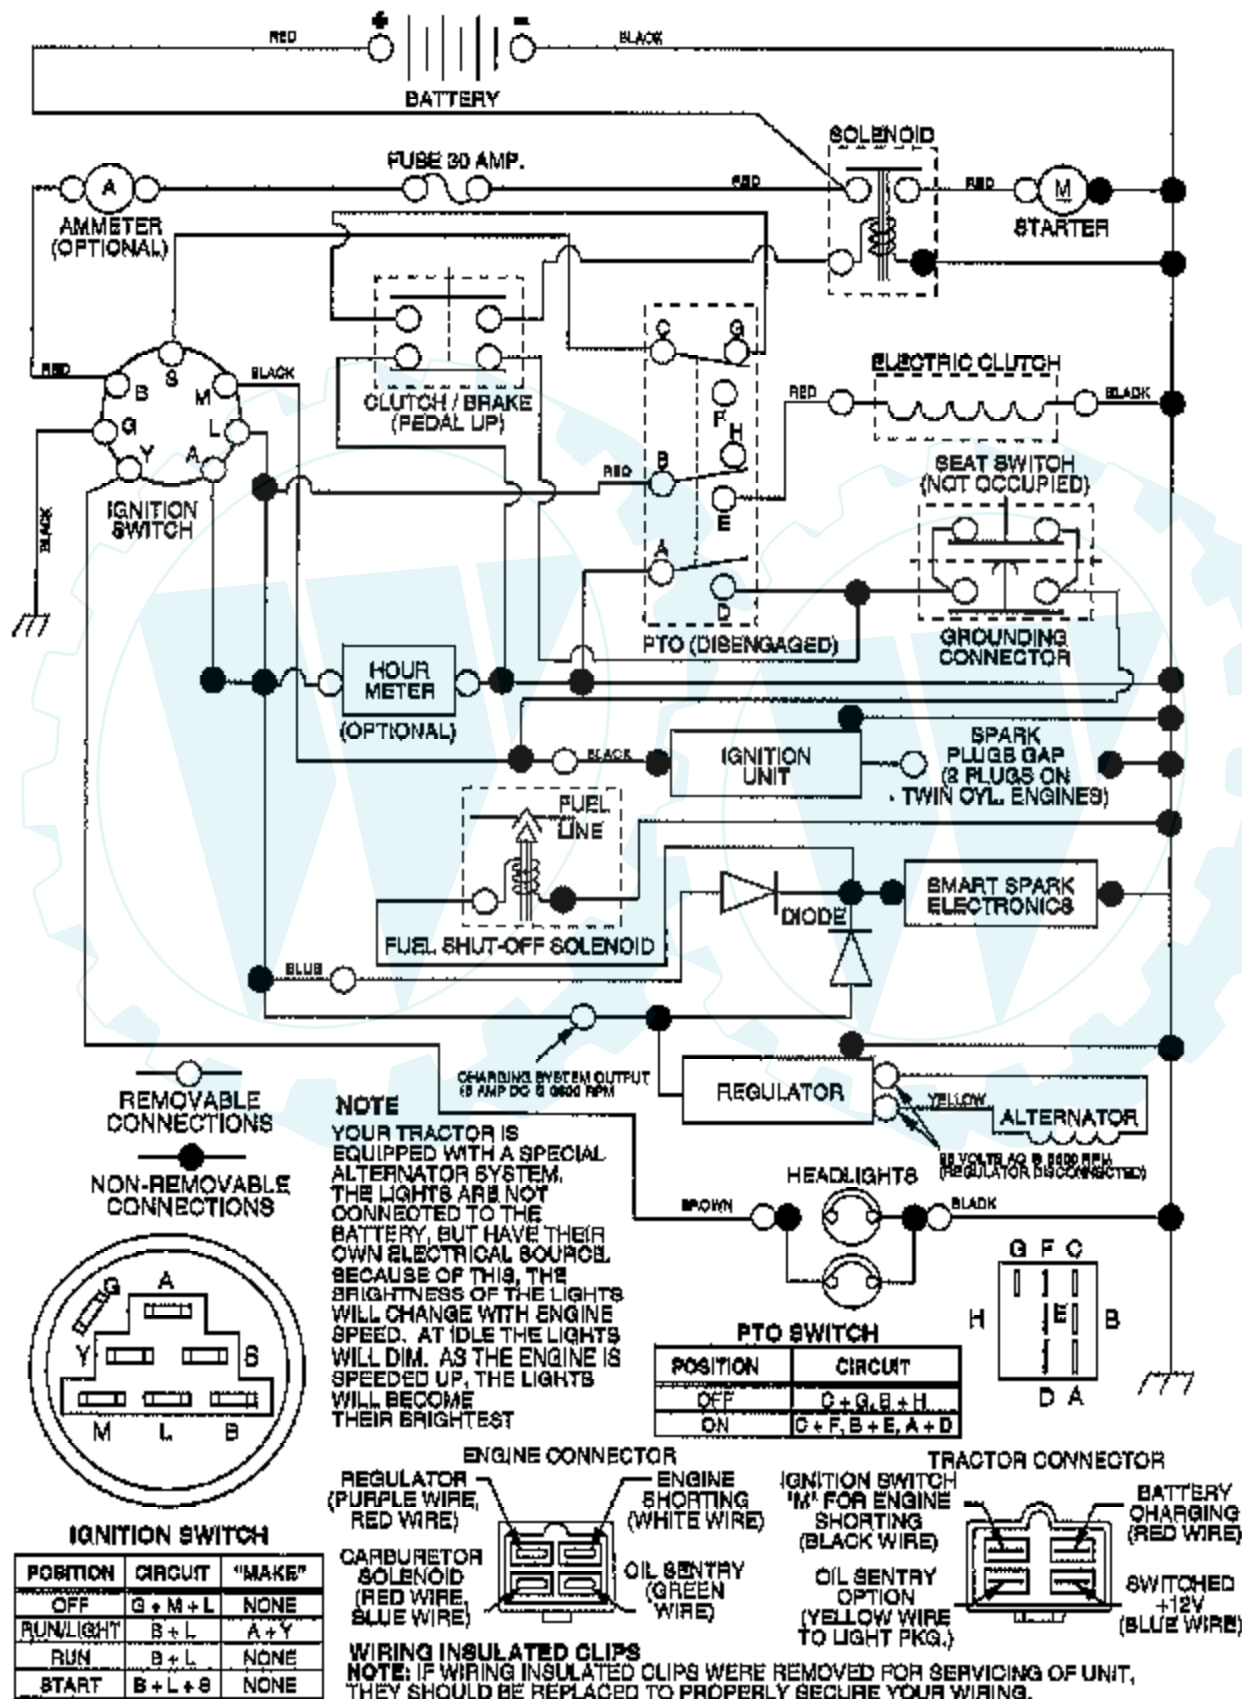 RED
+
-
BLACK
BATTERY
SOLENOID
FUSE 30 AMP.
A
RED
RED
M
AMMETER
(OPTIONAL)
STARTER
C
G
RED
B
S
M
BLACK
ELECTRIC CLUTCH
CLUTCH / BRAKE
(PEDAL UP)
RED
BLACK
F
G
L
Y
A
H
B
RED
SEAT SWITCH
(NOT OCCUPIED)
IGNITION
SWITCH
BLACK
E
A
D
PTO (DISENGAGED)
GROUNDING
CONNECTOR
HOUR
METER
(OPTIONAL)
BLACK
IGNITION
UNIT
SPARK
PLUGS GAP
(2 PLUGS ON
TWIN CYL. ENGINES)
FUEL
LINE
DIODE
SMART SPARK
ELECTRONICS
FUEL SHUT-OFF SOLENOID
BLUE
CHARGING SYSTEM OUTPUT
REGULATOR
YELLOW
ALTERNATOR
(REGULATOR DISCONNECTED)
REMOVABLE
CONNECTIONS
NON-REMOVABLE
CONNECTIONS
NOTE
YOUR TRACTOR IS
EQUIPPED WITH A SPECIAL
ALTERNATOR SYSTEM.
THE LIGHTS ARE NOT
CONNECTED TO THE
BATTERY, BUT HAVE THEIR
OWN ELECTRICAL SOURCE.
BECAUSE OF THIS, THE
BRIGHTNESS OF THE LIGHTS
WILL CHANGE WITH ENGINE
SPEED. AT IDLE THE LIGHTS
WILL DIM. AS THE ENGINE IS
SPEEDED UP, THE LIGHTS
WILL BECOME
THEIR BRIGHTEST
HEADLIGHTS
BROWN
BLACK
G F C
H E B
D A
PTO SWITCH
POSITION CIRCUIT
OFF C + G, B + H
ON C + F, B + E, A + D
G
A
Y
S
M
L
B
IGNITION SWITCH
POSITION CIRCUIT "MAKE"
OFF G + M + L NONE
RUN/LIGHT B + L A + Y
RUN B + L NONE
START B + L + S NONE
ENGINE CONNECTOR
REGULATOR
(PURPLE WIRE,
RED WIRE)
ENGINE
SHORTING
(WHITE WIRE)
CARBURETOR
SOLENOID
(RED WIRE,
BLUE WIRE)
OIL SENTRY
(GREEN
WIRE)
TRACTOR CONNECTOR
IGNITION SWITCH
"M" FOR ENGINE
SHORTING
(BLACK WIRE)
BATTERY
CHARGING
(RED WIRE)
OIL SENTRY
OPTION
(YELLOW WIRE
TO LIGHT PKG.)
SWITCHED
+12V
(BLUE WIRE)
WIRING INSULATED CLIPS
NOTE: IF WIRING INSULATED CLIPS WERE REMOVED FOR SERVICING OF UNIT,
THEY SHOULD BE REPLACED TO PROPERLY SECURE YOUR WIRING.